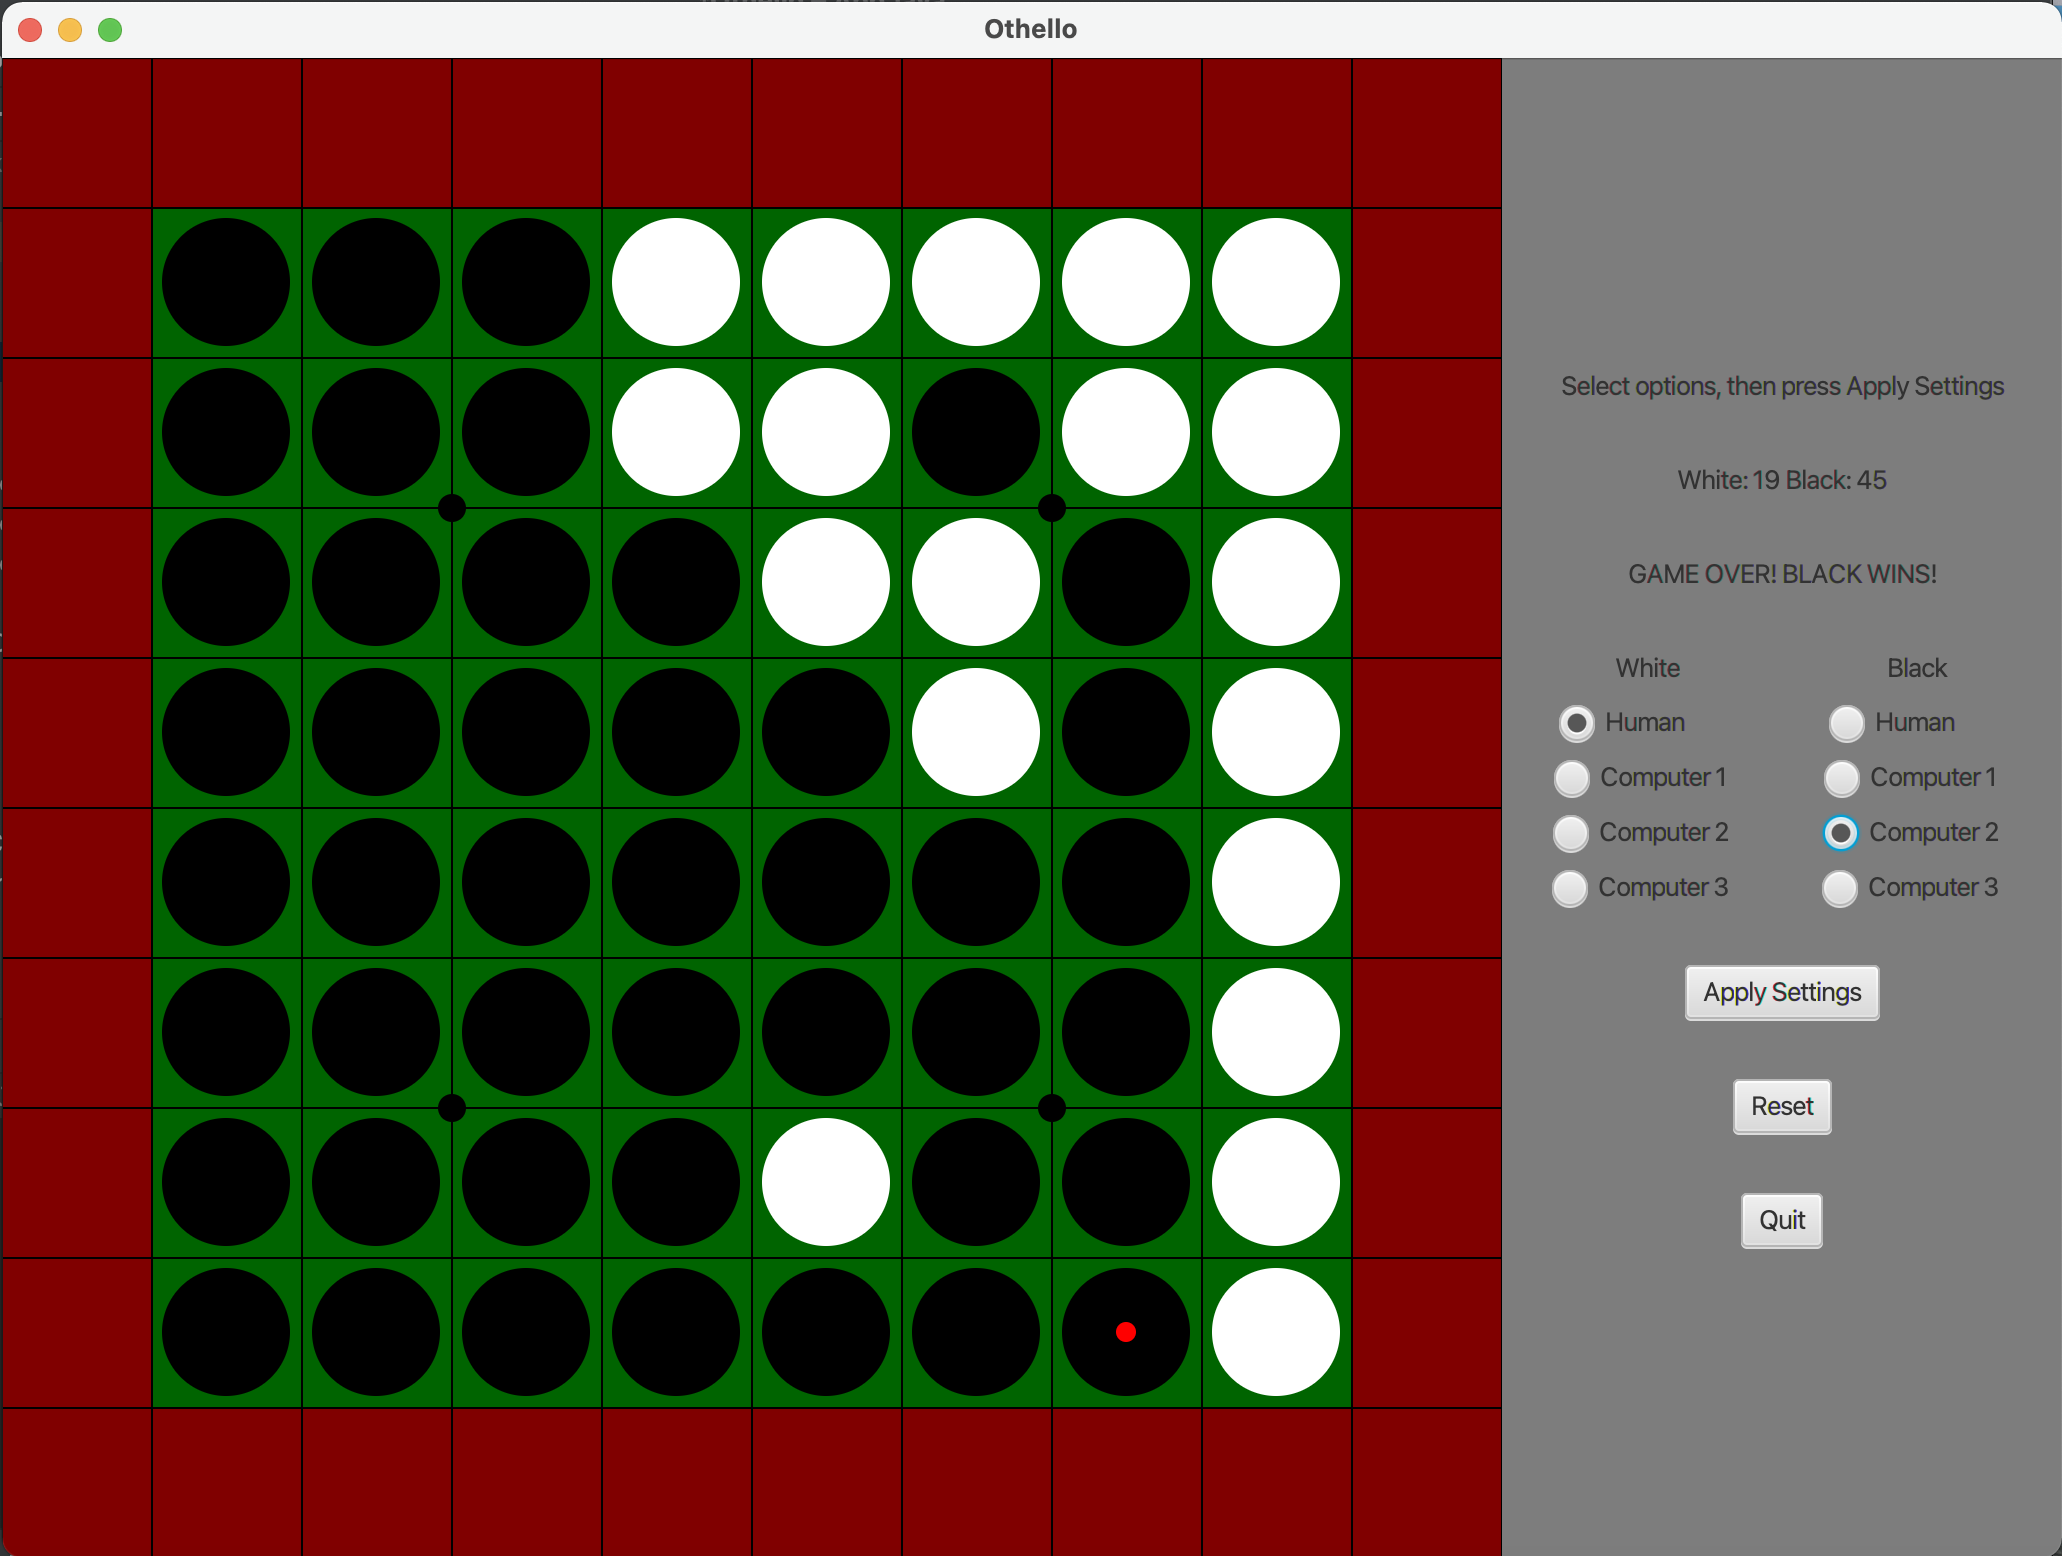 Othello
Select options, then press Apply Settings
White: 19 Black: 45
GAME OVER! BLACK WINS!
White Black
Human Human
Computer 1 Computer 1
Computer 2 Computer 2
Computer 3 Computer 3
Apply Settings
Reset
Quit